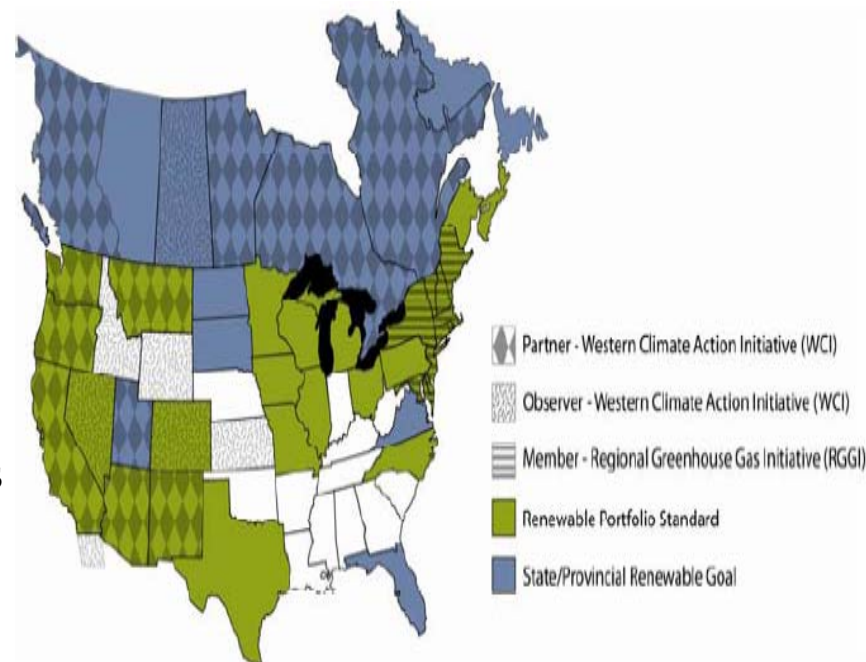 Partner - Western Climate Action Initiative (WCI)
Observer - Western Climate Action Initiative (WCI)
Member - Regional Greenhouse Gas Initiative (RGGI)
Renewable Portfolio Standard
State/Provincial Renewable Goal